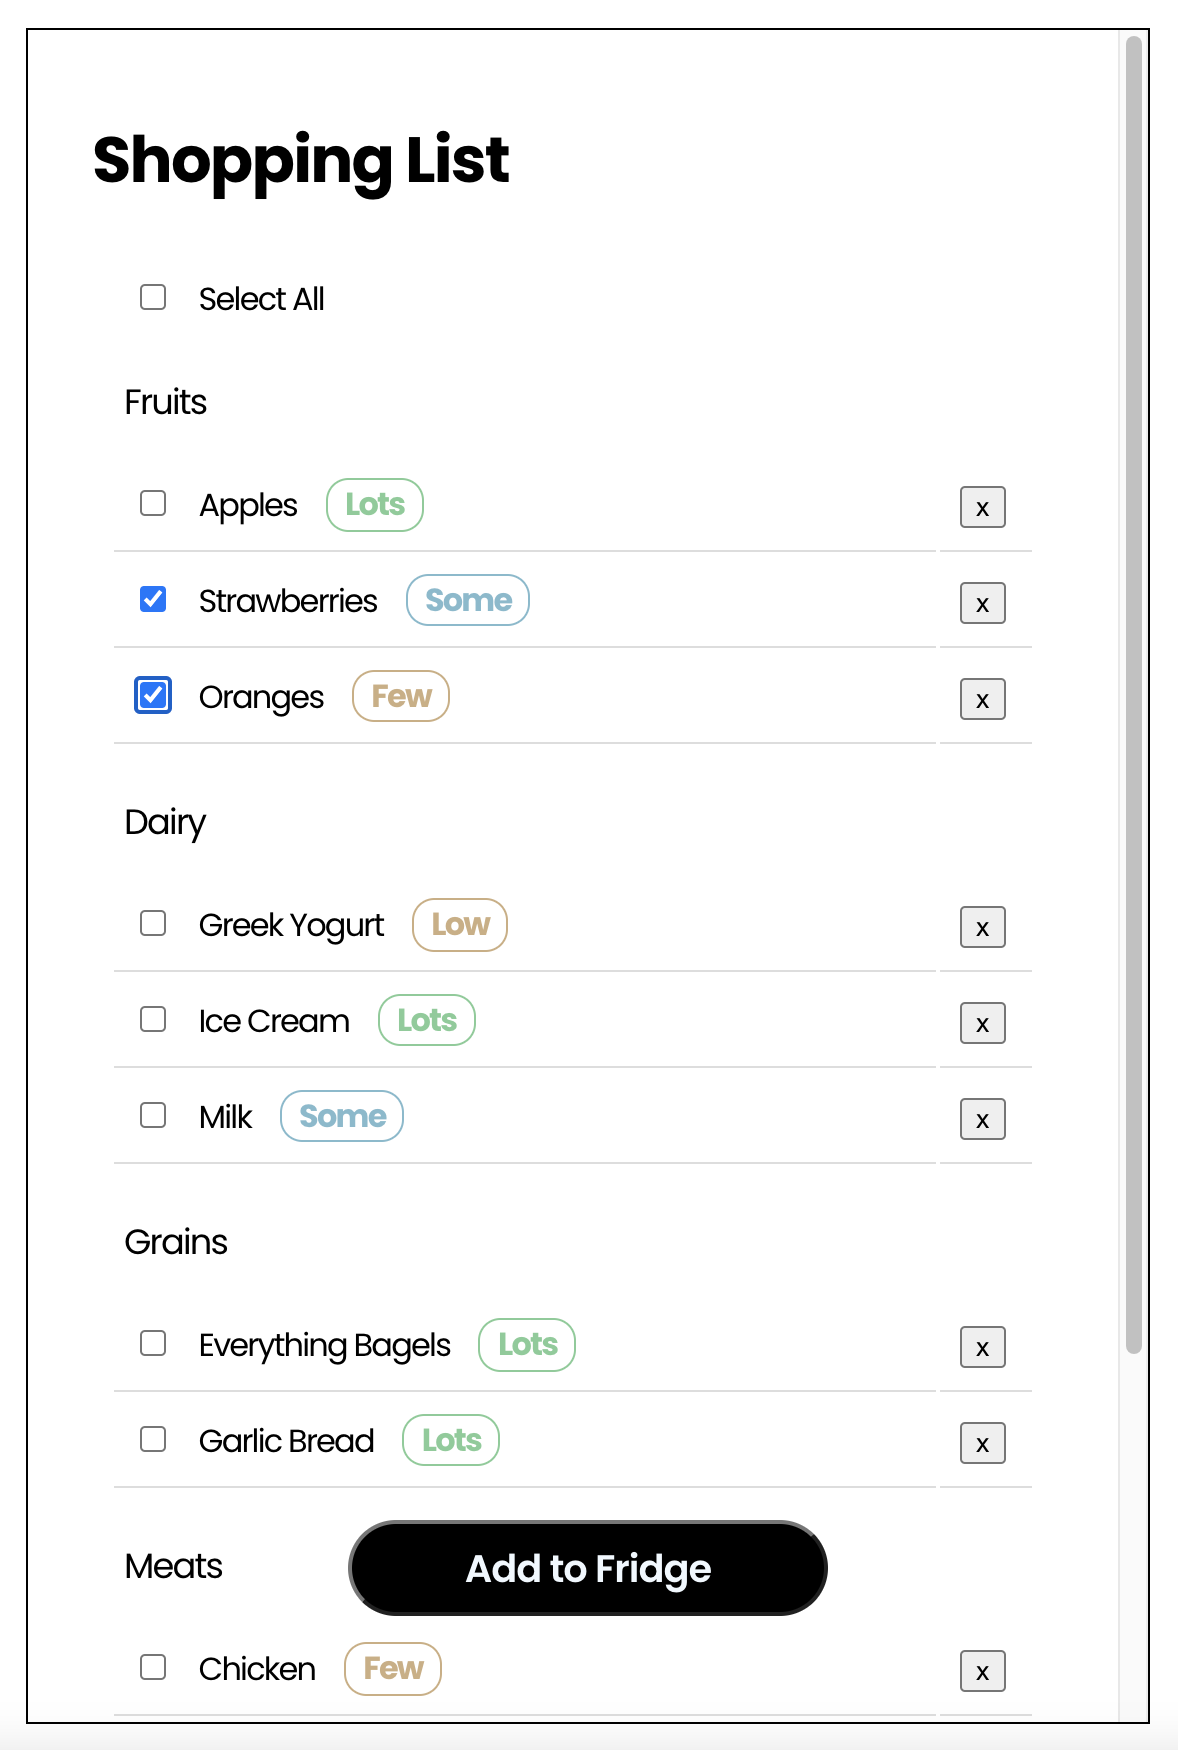 Shopping List
Select All
Fruits
Apples Lots x
Strawberries Some x
Oranges Few x
Dairy
Greek Yogurt Low x
Ice Cream Lots x
Milk Some x
Grains
Everything Bagels Lots x
Garlic Bread Lots x
Meats Add to Fridge
Chicken Few x